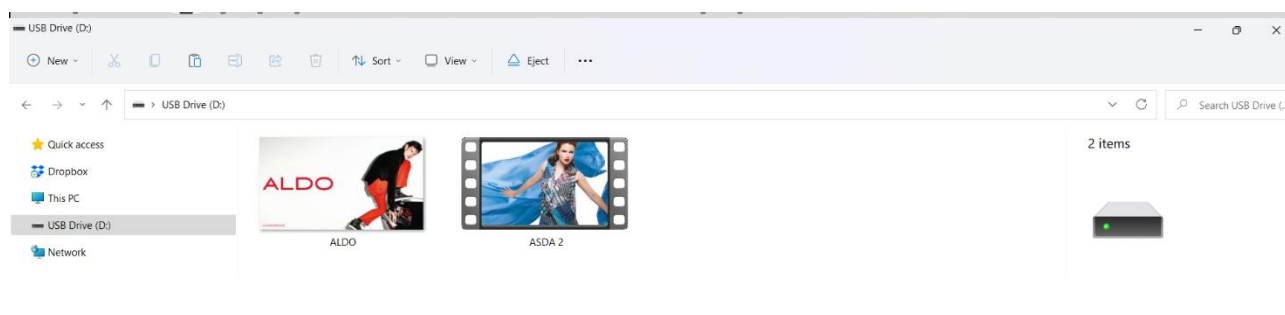 USB Drive (D:)
New Sort View Eject ...
> USB Drive (D:) Search USB Drive (...
Quick access
Dropbox
This PC
USB Drive (D:)
Network
ALDO
ALDO
ASDA 2
2 items